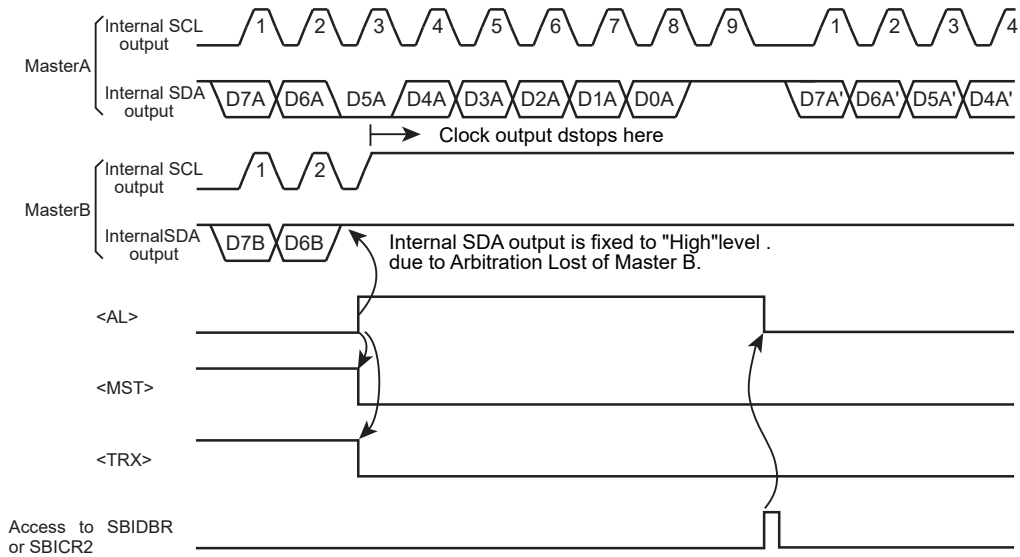 Internal SCL
output
1 2 3 4 5 6 7 8 9 1 2 3 4
MasterA
Internal SDA
output
D7A D6A D5A D4A D3A D2A D1A D0A D7A' D6A' D5A' D4A'
Clock output dstops here
Internal SCL
output
1 2
MasterB
InternalSDA
output
D7B D6B
Internal SDA output is fixed to "High"level .
due to Arbitration Lost of Master B.
<AL>
<MST>
<TRX>
Access to SBIDBR
or SBICR2